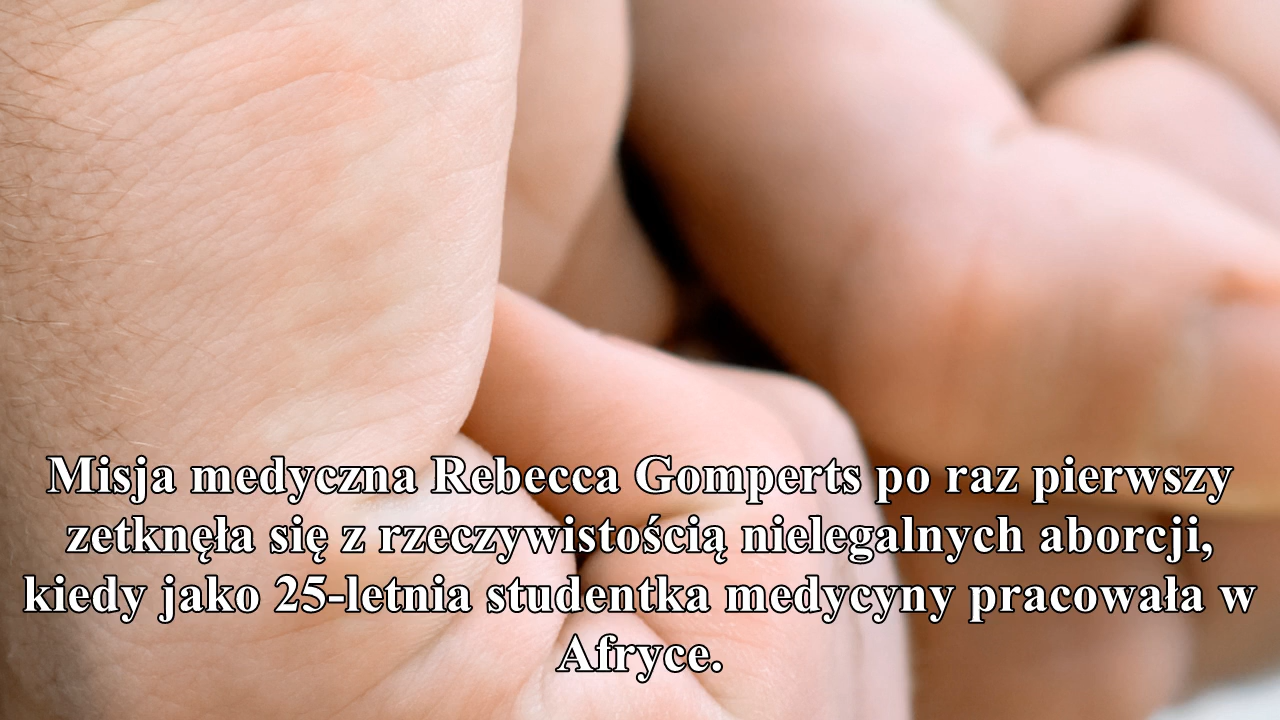 Misja medyczna Rebecca Gomperts po raz pierwszy
zetknęła się z rzeczywistością nielegalnych aborcji,
kiedy jako 25-letnia studentka medycyny pracowała w
Afryce.